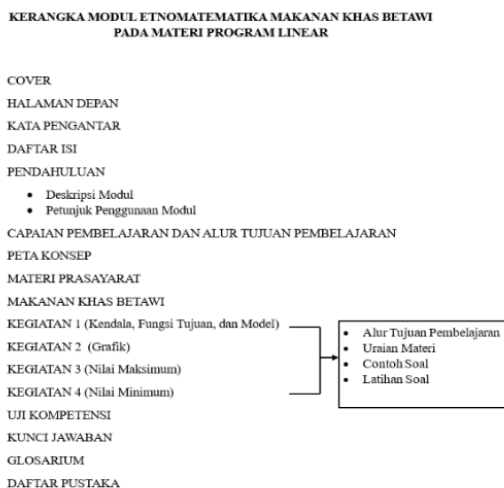 KERANGKA MODUL ETNOMATEMATIKA MAKANAN KHAS BETAWI
PADA MATERI PROGRAM LINEAR
COVER
HALAMAN DEPAN
KATA PENGANTAR
DAFTAR ISI
PENDAHULUAN
• Deskripsi Modul
• Petunjuk Penggunaan Modul
CAPAIAN PEMBELAJARAN DAN ALUR TUJUAN PEMBELAJARAN
PETA KONSEP
MATERI PRASAYARAT
MAKANAN KHAS BETAWI
KEGIATAN 1 (Kendala, Fungsi Tujuan, dan Model)
KEGIATAN 2 (Grafik)
KEGIATAN 3 (Nilai Maksimum)
KEGIATAN 4 (Nilai Minimum)
• Alur Tujuan Pembelajaran
• Uraian Materi
• Contoh Soal
• Latihan Soal
UJI KOMPETENSI
KUNCI JAWABAN
GLOSARIUM
DAFTAR PUSTAKA